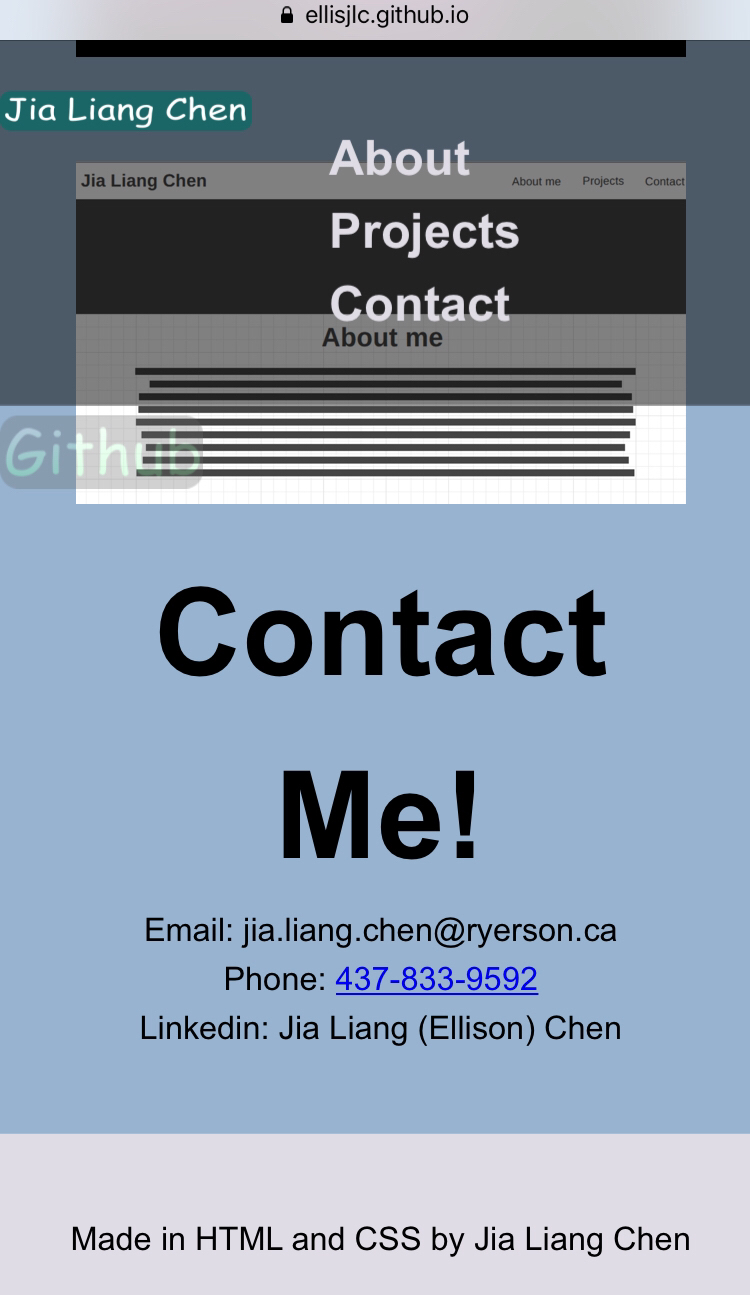 ellisjlc.github.io
Jia Liang Chen
About
Jia Liang Chen
About me Projects Contact
Projects
Contact
About me
Github
Contact
Me!
Email: jia.liang.chen@ryerson.ca
Phone: 437-833-9592
Linkedin: Jia Liang (Ellison) Chen
Made in HTML and CSS by Jia Liang Chen